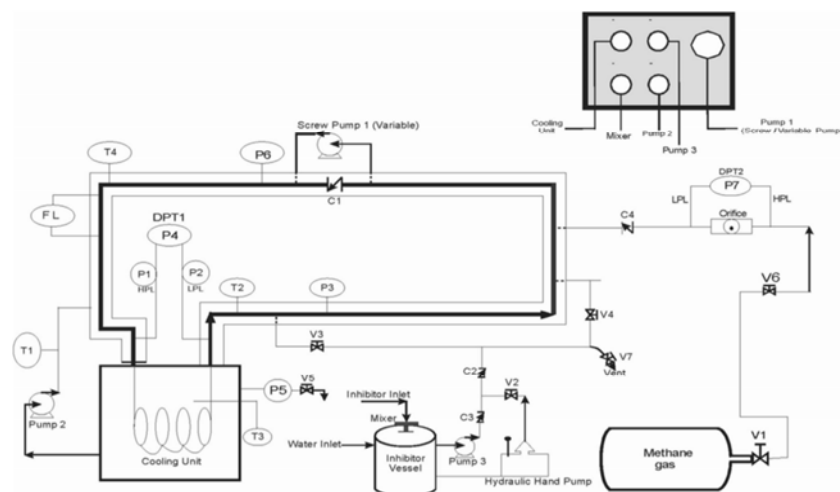 Cooling
Unit
Mixer
Pump 2
Pump 3
Pump 1
(Screw /Variable Pump
Screw Pump 1 (Variable)
T4
P6
C1
F L
DPT1
P4
P1
HPL
P2
LPL
T2
P3
DPT2
P7
LPL
HPL
Orifice
C4
V6
V4
V3
V7
Vent
T1
Pump 2
Cooling Unit
T3
P5
V5
C2
V2
C3
Inhibitor Inlet
Mixer
Water Inlet
Inhibitor
Vessel
Pump 3
Hydraulic Hand Pump
Methane
gas
V1